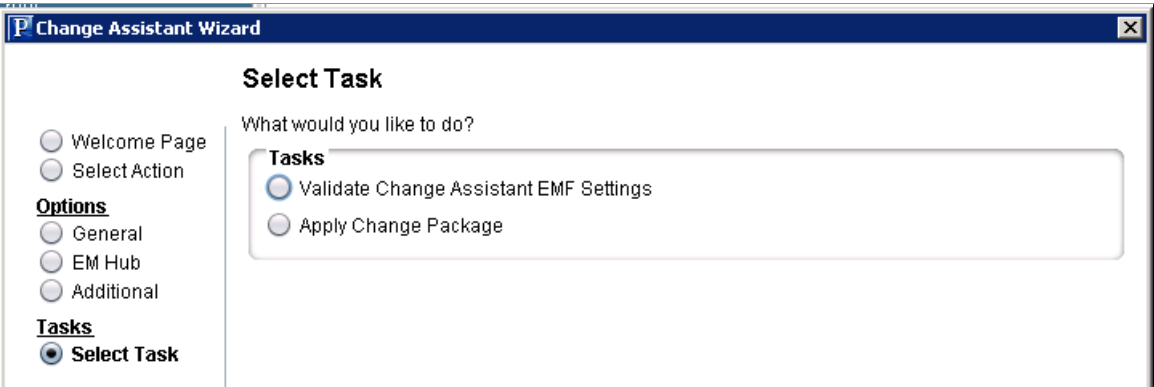 P Change Assistant Wizard
Select Task
What would you like to do?
Welcome Page
Select Action
Options
General
EM Hub
Additional
Tasks
Select Task
Tasks
Validate Change Assistant EMF Settings
Apply Change Package